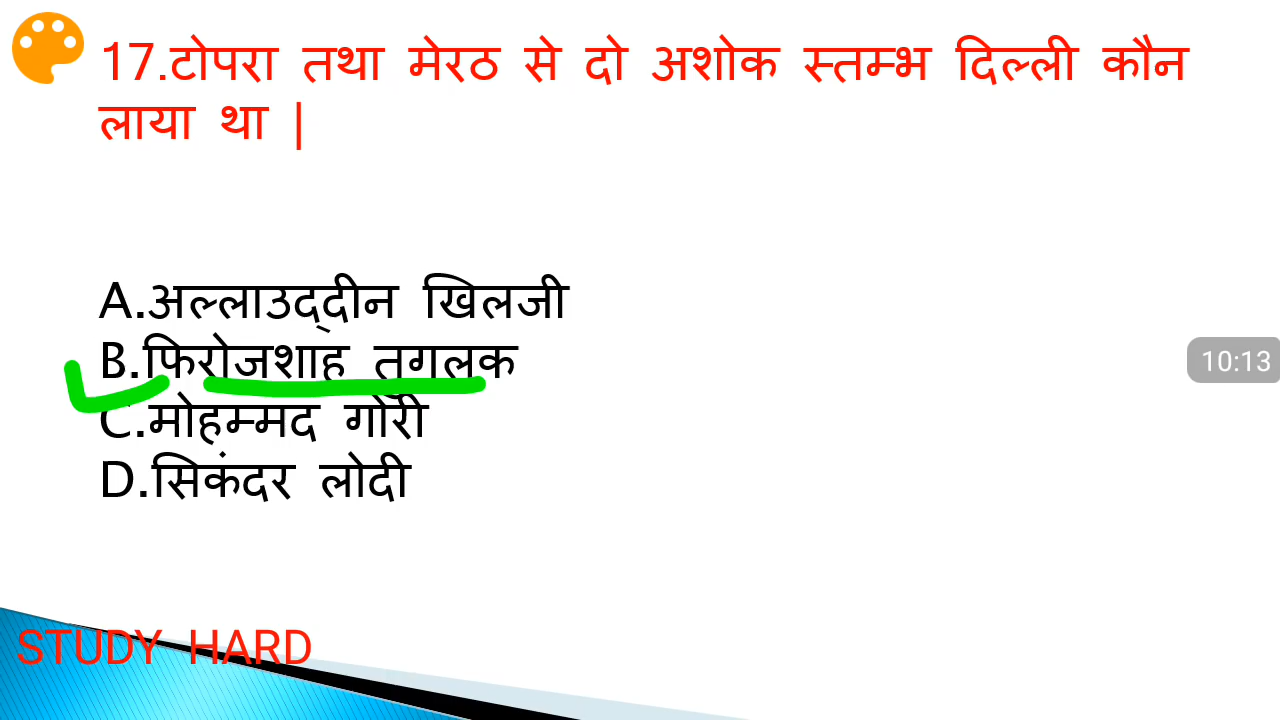 17.टोपरा तथा मेरठ से दो अशोक स्तम्भ दिल्ली कौन
लाया था |
A.अल्लाउद्दीन खिलजी
B.फिरोजशाह तुगलक
C.मोहम्मद गोरी
D.सिकंदर लोदी
10:13
STUDY HARD